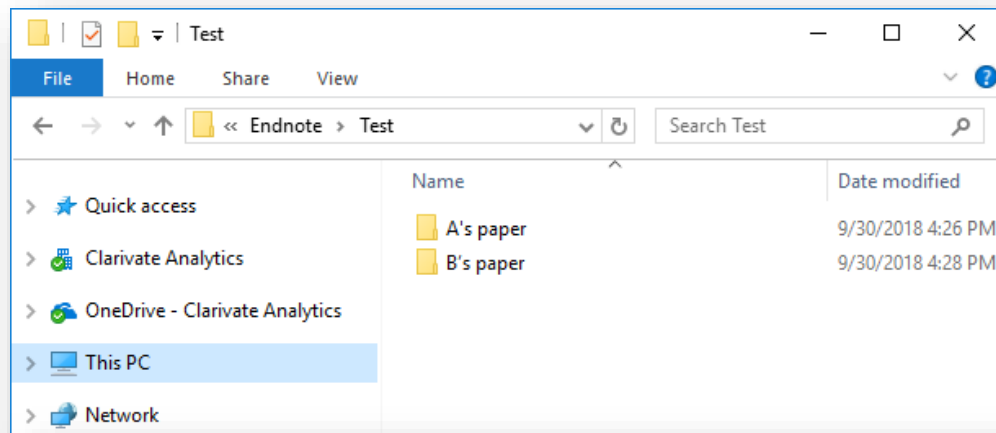 Test
File Home Share View
« Endnote > Test Search Test
Name Date modified
Quick access
A's paper 9/30/2018 4:26 PM
B's paper 9/30/2018 4:28 PM
Clarivate Analytics
OneDrive - Clarivate Analytics
This PC
Network